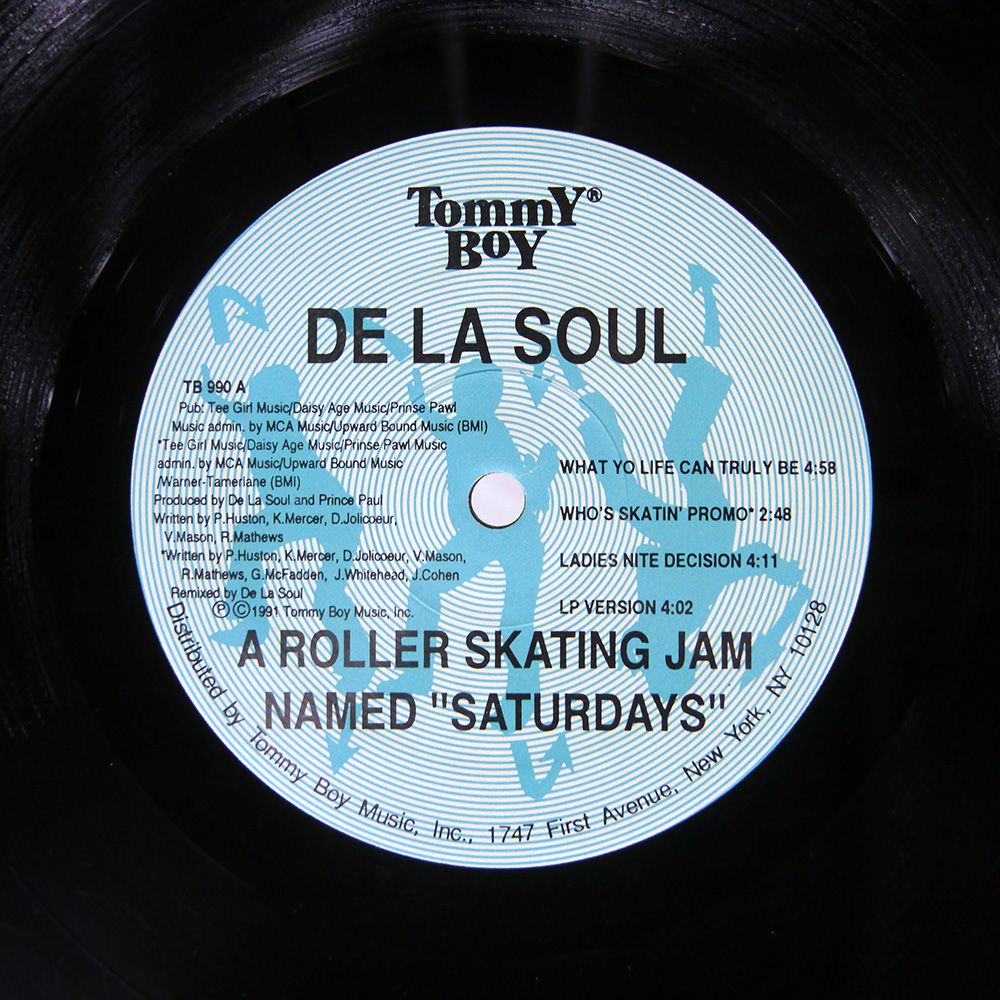 TommY® BoY
DE LA SOUL
TB 990 A
Pub: Tee Girl Music/Daisy Age Music/Prinse Pawl
Music admin. by MCA Music/Upward Bound Music (BMI)
*Tee Girl Music/Daisy Age Music/Prinse Pawl Music
admin. by MCA Music/Upward Bound Music
/Warner-Tamerlane (BMI)
Produced by De La Soul and Prince Paul
Written by P.Huston, K.Mercer, D.Jolicoeur,
V.Mason, R.Mathews
*Written by P.Huston, K.Mercer, D.Jolicoeur, V.Mason,
R.Mathews, G.McFadden, J.Whitehead, J.Cohen
Remixed by De La Soul
℗ ©1991 Tommy Boy Music, Inc.
WHAT YO LIFE CAN TRULY BE 4:58
WHO'S SKATIN' PROMO* 2:48
LADIES NITE DECISION 4:11
LP VERSION 4:02
A ROLLER SKATING JAM
NAMED "SATURDAYS"
Distributed by Tommy Boy Music, Inc., 1747 First Avenue, New York, NY 10128